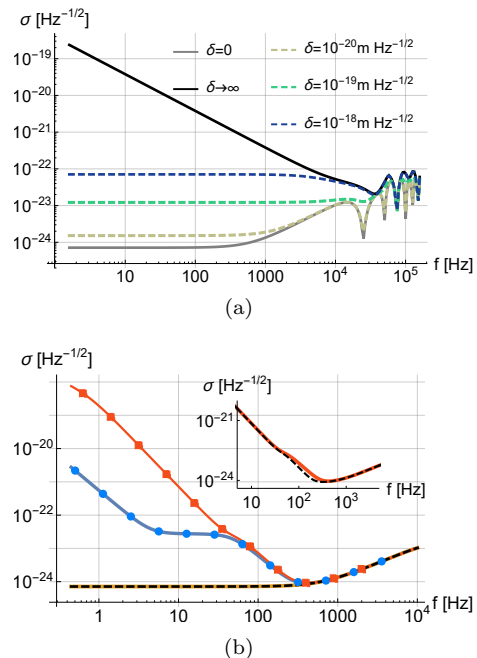 σ [Hz^{-1/2}]
10^{-19}
δ=0
δ=10^{-20}m Hz^{-1/2}
10^{-20}
δ→∞
δ=10^{-19}m Hz^{-1/2}
10^{-21}
δ=10^{-18}m Hz^{-1/2}
10^{-22}
10^{-23}
10^{-24}
10 100 1000 10^4 10^5
f [Hz]
(a)
σ [Hz^{-1/2}]
σ [Hz^{-1/2}]
10^{-21}
10^{-20}
10^{-24}
10 10^2 10^3
f [Hz]
10^{-22}
10^{-24}
1 10 100 1000 10^4
f [Hz]
(b)